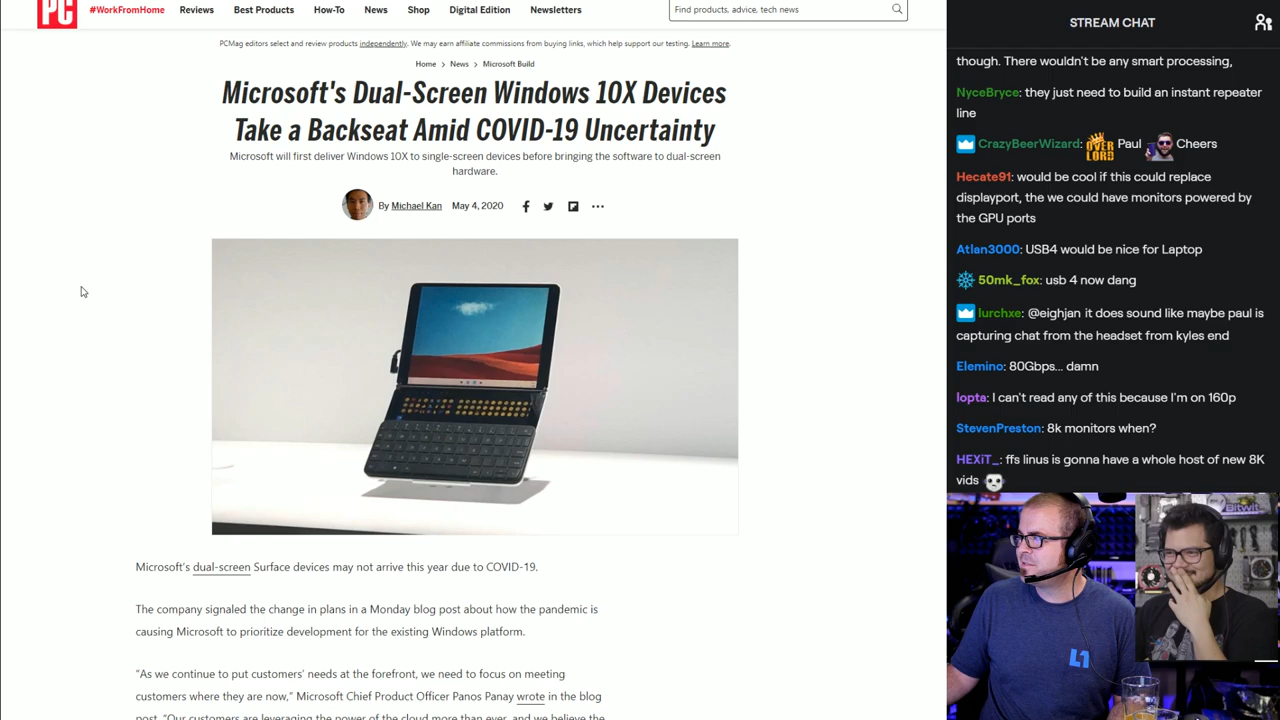 PC
#WorkFromHome Reviews Best Products How-To News Shop Digital Edition Newsletters
Find products, advice, tech news
PCMag editors select and review products independently. We may earn affiliate commissions from buying links, which help support our testing. Learn more.
Home > News > Microsoft Build
Microsoft's Dual-Screen Windows 10X Devices
Take a Backseat Amid COVID-19 Uncertainty
Microsoft will first deliver Windows 10X to single-screen devices before bringing the software to dual-screen
hardware.
By Michael Kan May 4, 2020
Microsoft's dual-screen Surface devices may not arrive this year due to COVID-19.
The company signaled the change in plans in a Monday blog post about how the pandemic is
causing Microsoft to prioritize development for the existing Windows platform.
“As we continue to put customers’ needs at the forefront, we need to focus on meeting
customers where they are now,” Microsoft Chief Product Officer Panos Panay wrote in the blog
post. “Our customers are leveraging the power of the cloud more than ever, and we believe the
STREAM CHAT
though. There wouldn't be any smart processing,
NyceBryce: they just need to build an instant repeater
line
CrazyBeerWizard: OVER LORD Paul Cheers
Hecate91: would be cool if this could replace
displayport, the we could have monitors powered by
the GPU ports
Atlan3000: USB4 would be nice for Laptop
50mk_fox: usb 4 now dang
lurchxe: @eighjan it does sound like maybe paul is
capturing chat from the headset from kyles end
Elemino: 80Gbps... damn
lopta: I can't read any of this because I'm on 160p
StevenPreston: 8k monitors when?
HEXiT_: ffs linus is gonna have a whole host of new 8K
vids
Bitwit
L1